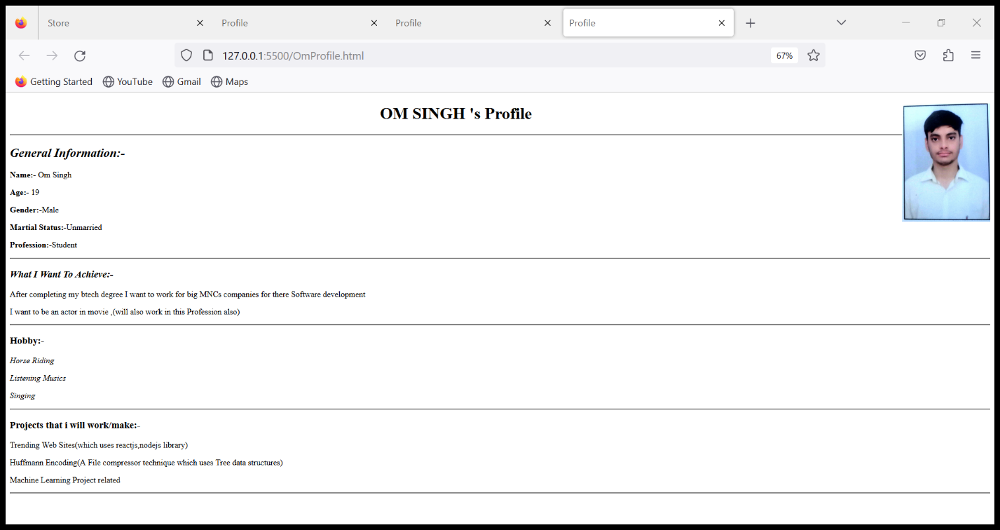 Store
Profile
Profile
Profile
127.0.0.1:5500/OmProfile.html
67%
Getting Started YouTube Gmail Maps
OM SINGH 's Profile
General Information:-
Name:- Om Singh
Age:- 19
Gender:-Male
Martial Status:-Unmarried
Profession:-Student
What I Want To Achieve:-
After completing my btech degree I want to work for big MNCs companies for there Software development
I want to be an actor in movie ,(will also work in this Profession also)
Hobby:-
Horse Riding
Listening Musics
Singing
Projects that i will work/make:-
Trending Web Sites(which uses reactjs,nodejs library)
Huffmann Encoding(A File compressor technique which uses Tree data structures)
Machine Learning Project related